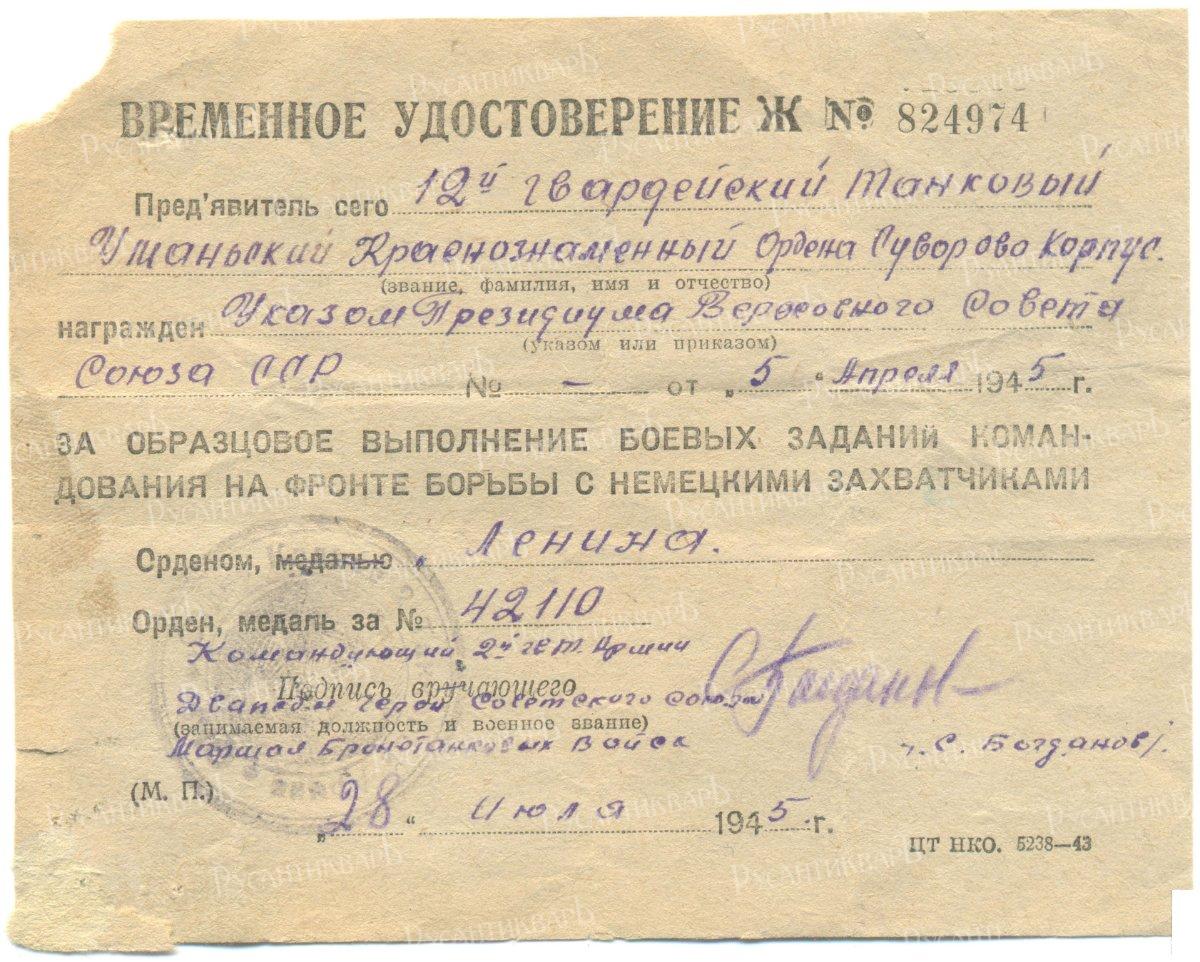 ВРЕМЕННОЕ УДОСТОВЕРЕНИЕ Ж № 824974
Пред'явитель сего 12й гвардейский Танковый
Уманьский Краснознаменный Ордена Суворова Корпус.
(звание, фамилия, имя и отчество)
награжден Указом Президиума Верховного Совета
(указом или приказом)
Союза ССР № – от „5“ Апреля 1945 г.
ЗА ОБРАЗЦОВОЕ ВЫПОЛНЕНИЕ БОЕВЫХ ЗАДАНИЙ КОМАН-
ДОВАНИЯ НА ФРОНТЕ БОРЬБЫ С НЕМЕЦКИМИ ЗАХВАТЧИКАМИ
Орденом, медалью Ленина.
Орден, медаль за № 42110
Командующий 2й гв. т. Армии
Подпись вручающего
Дважды герой Советского Союза
(занимаемая должность и военное звание)
Маршал Бронетанковых Войск
/С. Богданов/.
(М. П.)
„28“ Июля 1945. г.
ЦТ НКО. 5238—43
РусАнтикварЪ